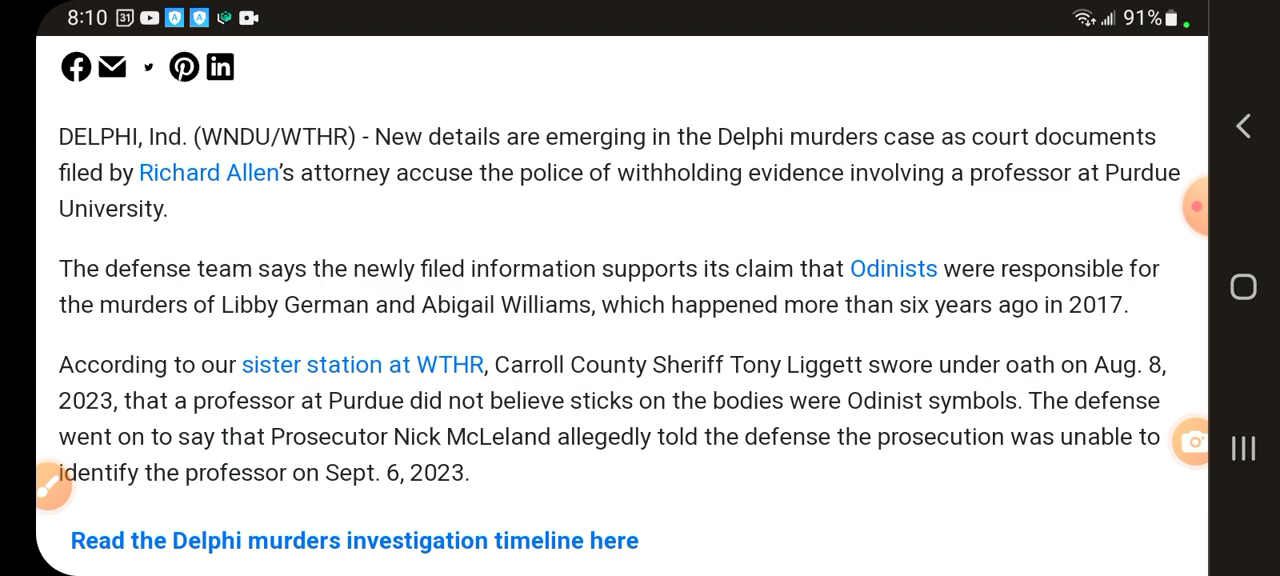 8:10 31 91%
DELPHI, Ind. (WNDU/WTHR) - New details are emerging in the Delphi murders case as court documents
filed by Richard Allen's attorney accuse the police of withholding evidence involving a professor at Purdue
University.
The defense team says the newly filed information supports its claim that Odinists were responsible for
the murders of Libby German and Abigail Williams, which happened more than six years ago in 2017.
According to our sister station at WTHR, Carroll County Sheriff Tony Liggett swore under oath on Aug. 8,
2023, that a professor at Purdue did not believe sticks on the bodies were Odinist symbols. The defense
went on to say that Prosecutor Nick McLeland allegedly told the defense the prosecution was unable to
identify the professor on Sept. 6, 2023.
Read the Delphi murders investigation timeline here